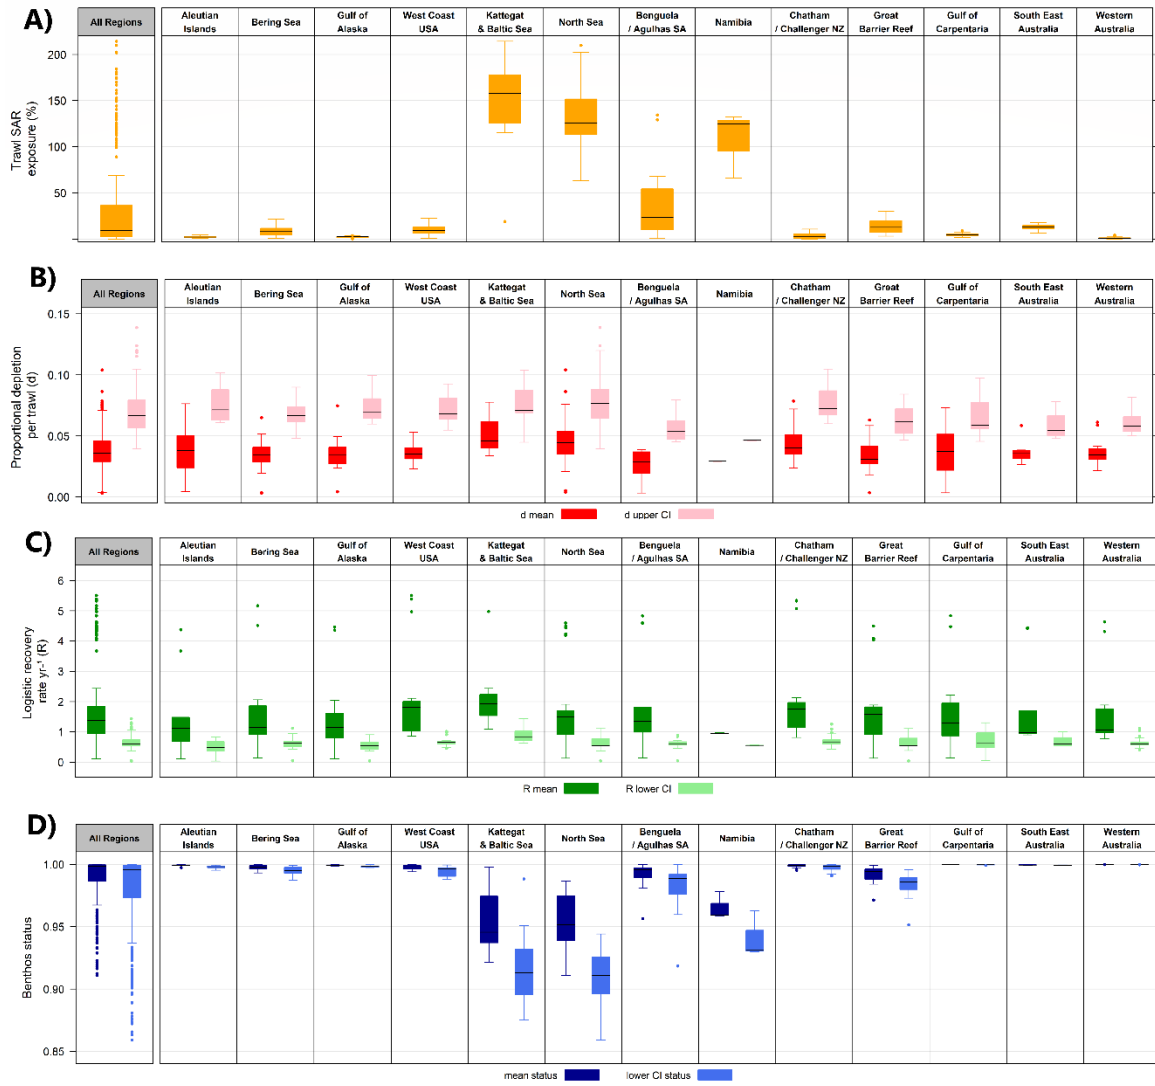 A)
All Regions
Aleutian Islands
Bering Sea
Gulf of Alaska
West Coast USA
Kattegat & Baltic Sea
North Sea
Benguela / Agulhas SA
Namibia
Chatham / Challenger NZ
Great Barrier Reef
Gulf of Carpentaria
South East Australia
Western Australia
Trawl SAR exposure (%)
200
150
100
50
0
B)
All Regions
Aleutian Islands
Bering Sea
Gulf of Alaska
West Coast USA
Kattegat & Baltic Sea
North Sea
Benguela / Agulhas SA
Namibia
Chatham / Challenger NZ
Great Barrier Reef
Gulf of Carpentaria
South East Australia
Western Australia
Proportional depletion per trawl (d)
0.15
0.10
0.05
0.00
d mean
d upper CI
C)
All Regions
Aleutian Islands
Bering Sea
Gulf of Alaska
West Coast USA
Kattegat & Baltic Sea
North Sea
Benguela / Agulhas SA
Namibia
Chatham / Challenger NZ
Great Barrier Reef
Gulf of Carpentaria
South East Australia
Western Australia
Logistic recovery rate yr-¹ (R)
6
5
4
3
2
1
0
R mean
R lower CI
D)
All Regions
Aleutian Islands
Bering Sea
Gulf of Alaska
West Coast USA
Kattegat & Baltic Sea
North Sea
Benguela / Agulhas SA
Namibia
Chatham / Challenger NZ
Great Barrier Reef
Gulf of Carpentaria
South East Australia
Western Australia
Benthos status
1.00
0.95
0.90
0.85
mean status
lower CI status